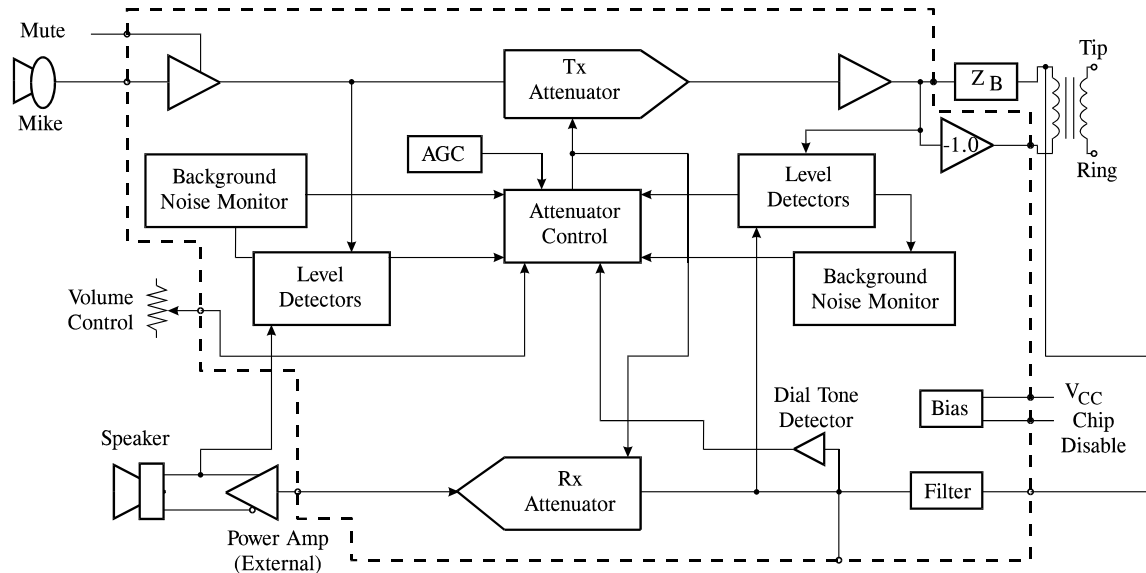 Mute
Mike
Tx
Attenuator
Z B
Tip
Ring
-1.0
AGC
Background
Noise Monitor
Attenuator
Control
Level
Detectors
Level
Detectors
Background
Noise Monitor
Volume
Control
Dial Tone
Detector
Bias
VCC
Chip
Disable
Speaker
Rx
Attenuator
Filter
Power Amp
(External)